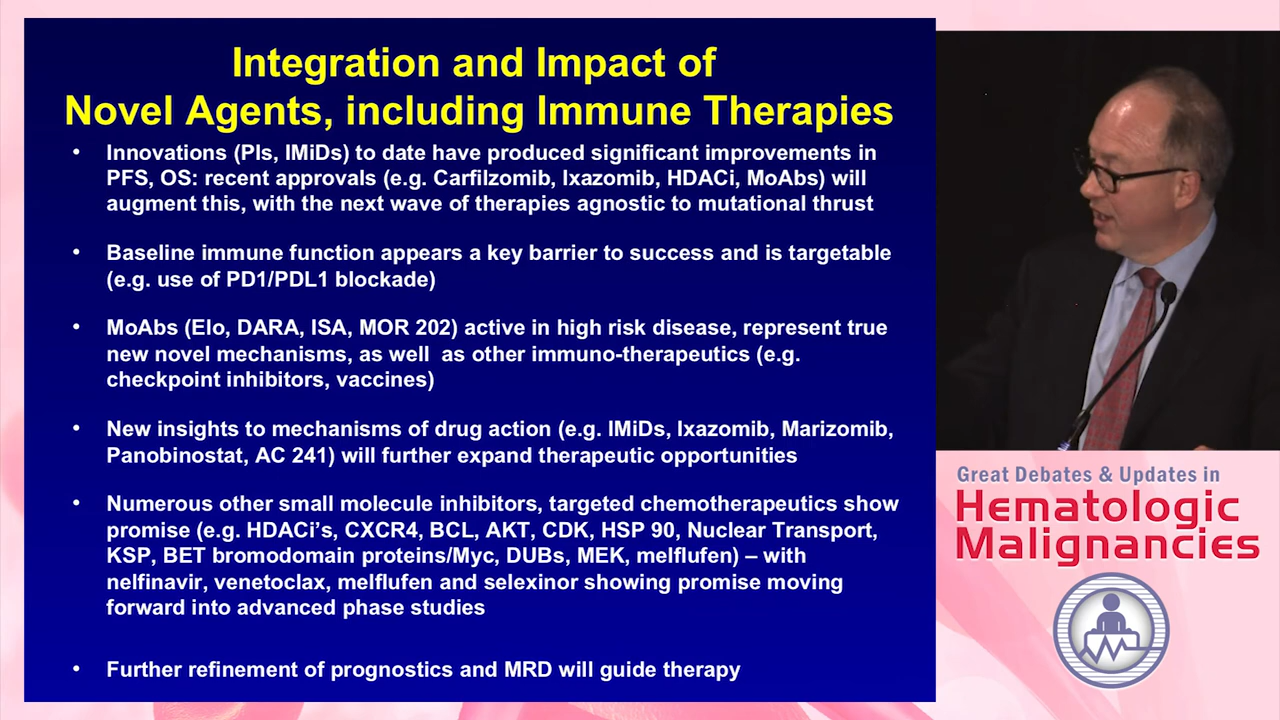 Integration and Impact of
Novel Agents, including Immune Therapies
• Innovations (PIs, IMiDs) to date have produced significant improvements in
PFS, OS: recent approvals (e.g. Carfilzomib, Ixazomib, HDACi, MoAbs) will
augment this, with the next wave of therapies agnostic to mutational thrust
• Baseline immune function appears a key barrier to success and is targetable
(e.g. use of PD1/PDL1 blockade)
• MoAbs (Elo, DARA, ISA, MOR 202) active in high risk disease, represent true
new novel mechanisms, as well  as other immuno-therapeutics (e.g.
checkpoint inhibitors, vaccines)
• New insights to mechanisms of drug action (e.g. IMiDs, Ixazomib, Marizomib,
Panobinostat, AC 241) will further expand therapeutic opportunities
• Numerous other small molecule inhibitors, targeted chemotherapeutics show
promise (e.g. HDACi’s, CXCR4, BCL, AKT, CDK, HSP 90, Nuclear Transport,
KSP, BET bromodomain proteins/Myc, DUBs, MEK, melflufen) – with
nelfinavir, venetoclax, melflufen and selexinor showing promise moving
forward into advanced phase studies
• Further refinement of prognostics and MRD will guide therapy
Great Debates & Updates in
Hematologic
Malignancies